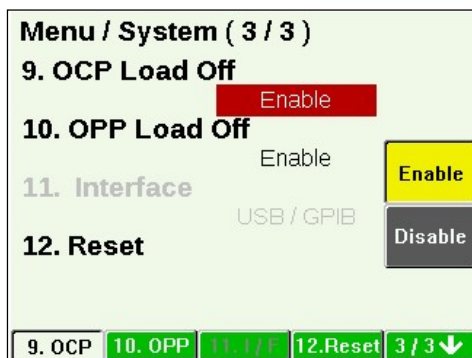 Menu / System ( 3 / 3 )
9. OCP Load Off
Enable
10. OPP Load Off
Enable
11. Interface
USB / GPIB
12. Reset
Enable
Disable
9. OCP 10. OPP 11. I / F 12.Reset 3 / 3 ↓